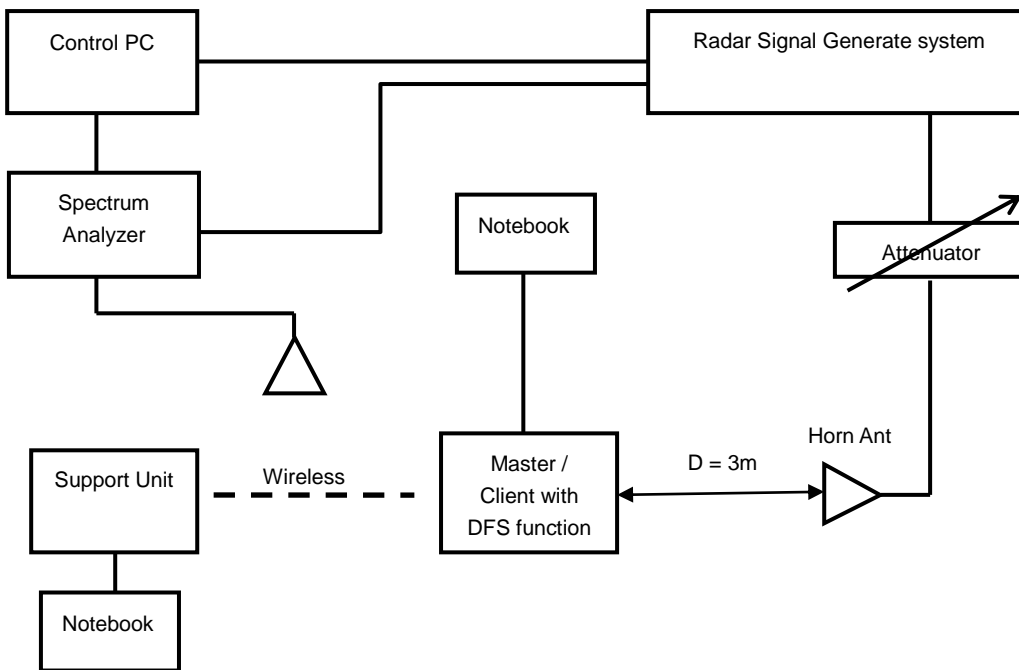 Control PC
Radar Signal Generate system
Spectrum
Analyzer
Notebook
Attenuator
Horn Ant
Support Unit
Wireless
Master /
Client with
DFS function
D = 3m
Notebook